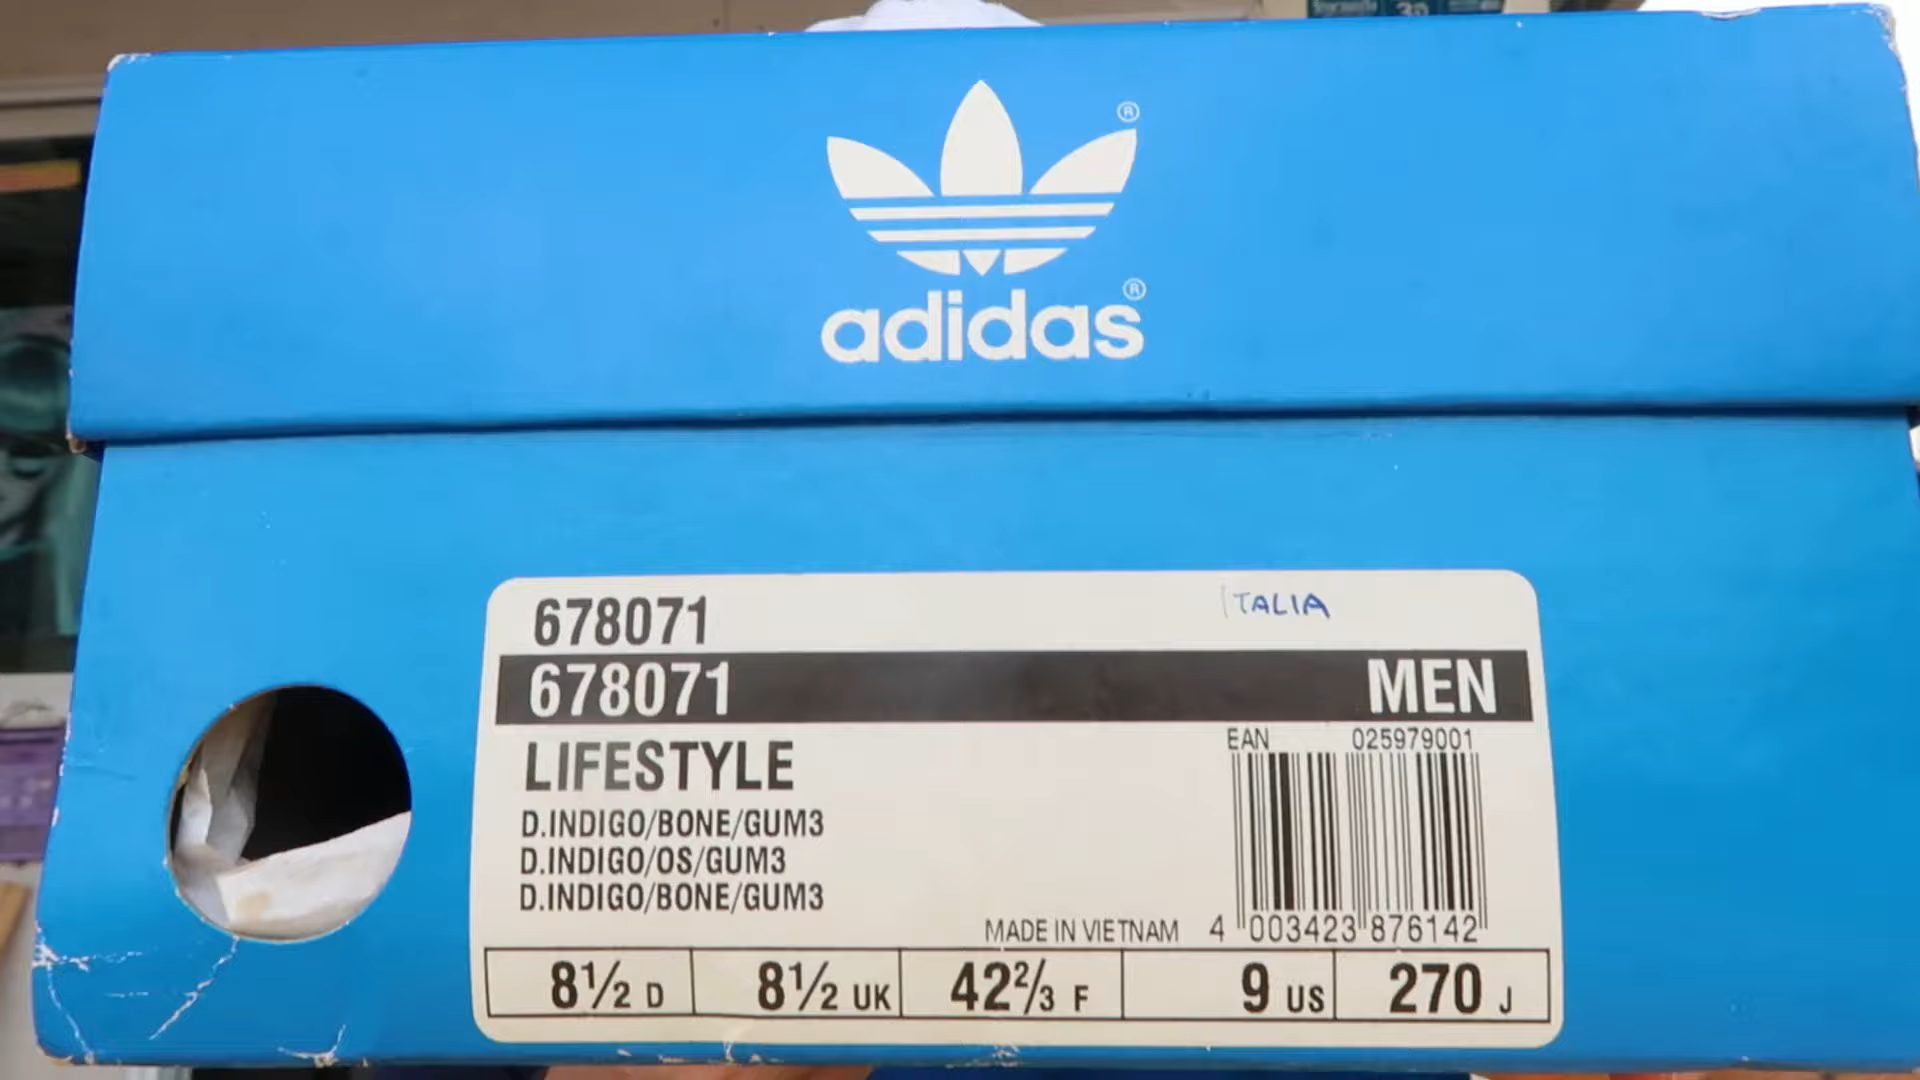 ®
adidas®
678071
ITALIA
678071 MEN
LIFESTYLE
EAN 025979001
D.INDIGO/BONE/GUM3
D.INDIGO/OS/GUM3
D.INDIGO/BONE/GUM3
MADE IN VIETNAM 4 003423 876142
8½ D 8½ UK 42⅔ F 9 US 270 J